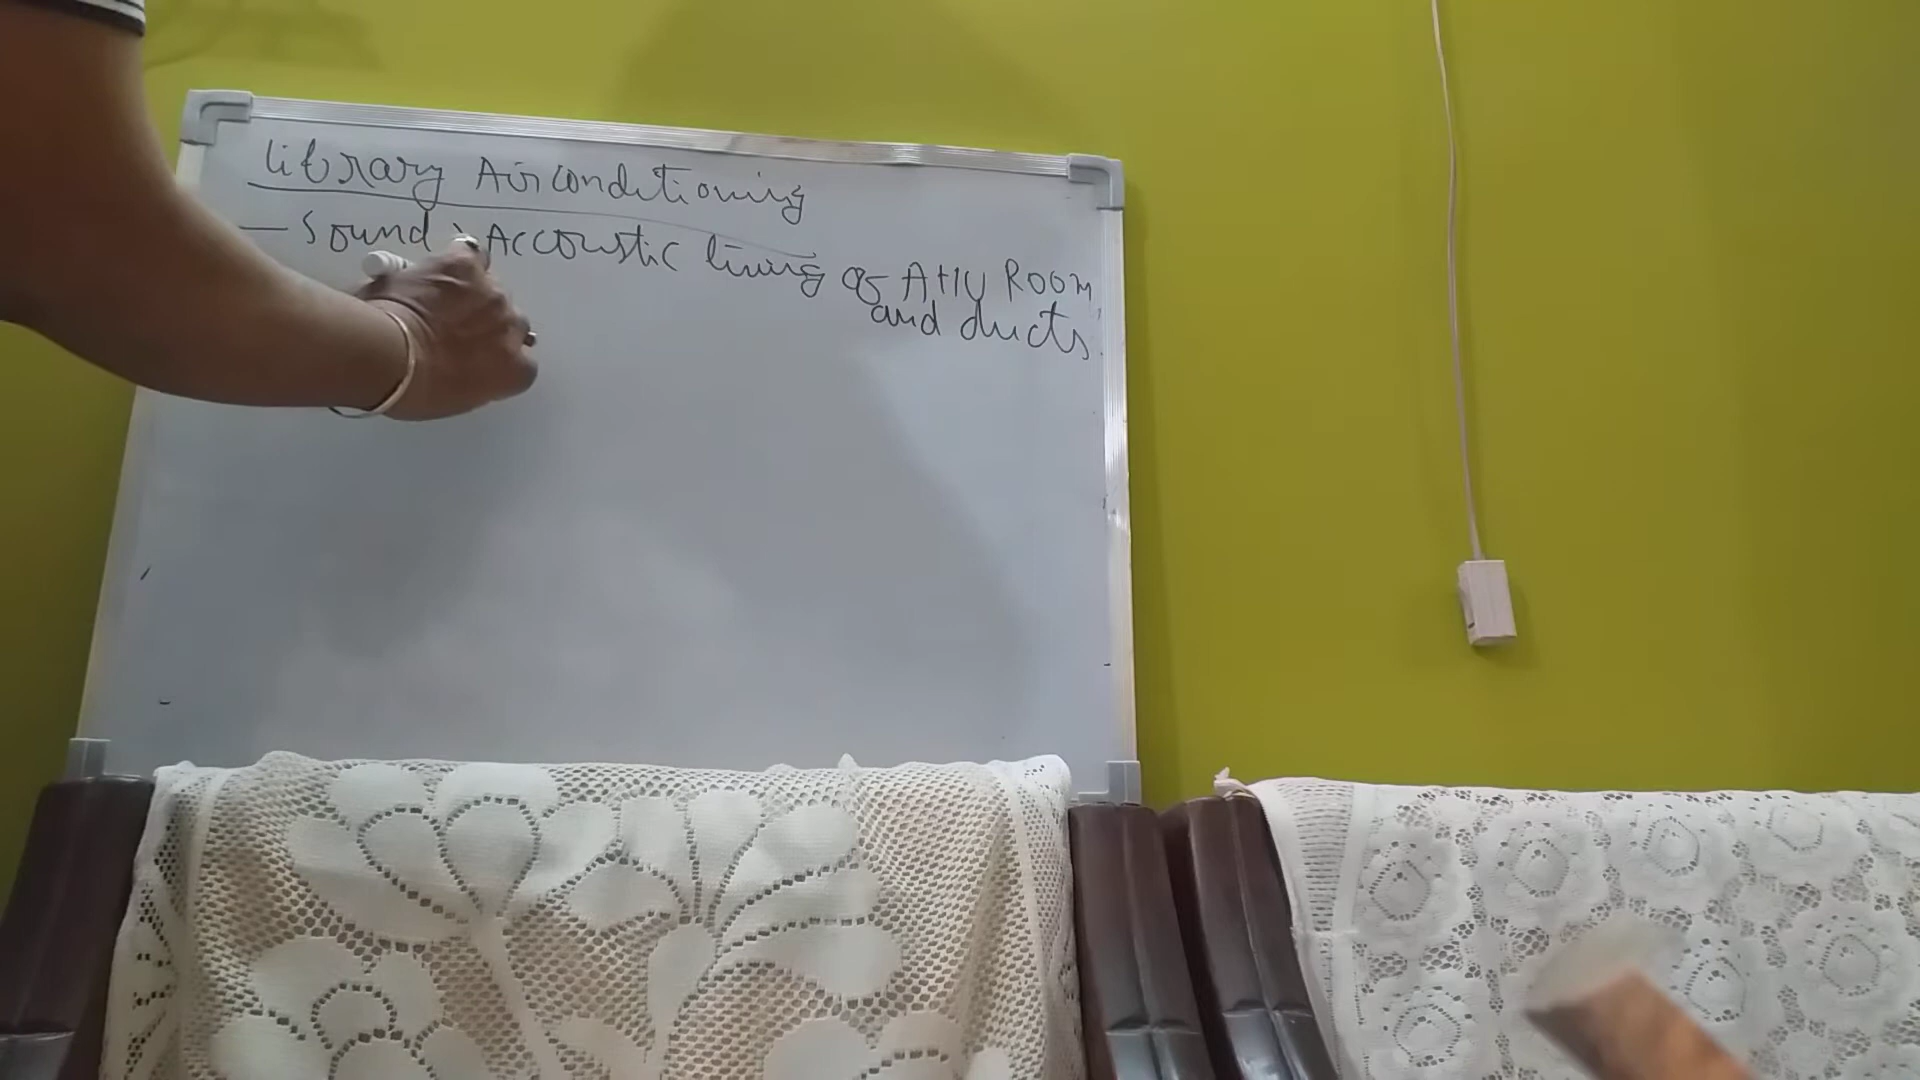 Library Airconditioning
— Sound : Accoustic lining of AHU Room
and ducts